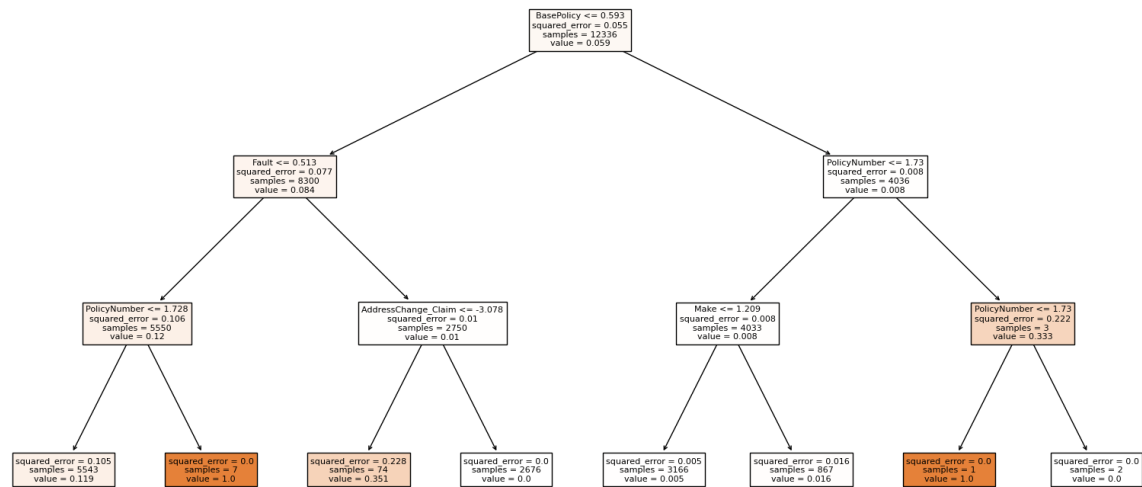 BasePolicy <= 0.593
squared_error = 0.055
samples = 12336
value = 0.059
Fault <= 0.513
squared_error = 0.077
samples = 8300
value = 0.084
PolicyNumber <= 1.73
squared_error = 0.008
samples = 4036
value = 0.008
PolicyNumber <= 1.728
squared_error = 0.106
samples = 5550
value = 0.12
AddressChange_Claim <= -3.078
squared_error = 0.01
samples = 2750
value = 0.01
Make <= 1.209
squared_error = 0.008
samples = 4033
value = 0.008
PolicyNumber <= 1.73
squared_error = 0.222
samples = 3
value = 0.333
squared_error = 0.105
samples = 5543
value = 0.119
squared_error = 0.0
samples = 7
value = 1.0
squared_error = 0.228
samples = 74
value = 0.351
squared_error = 0.0
samples = 2676
value = 0.0
squared_error = 0.005
samples = 3166
value = 0.005
squared_error = 0.016
samples = 867
value = 0.016
squared_error = 0.0
samples = 1
value = 1.0
squared_error = 0.0
samples = 2
value = 0.0